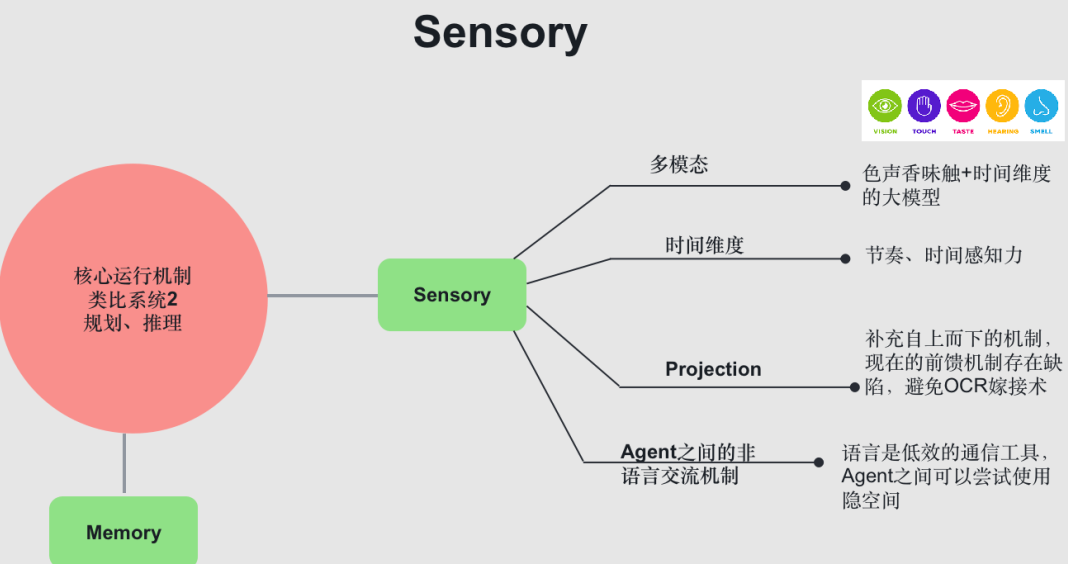 Sensory
VISION TOUCH TASTE HEARING SMELL
多模态
色声香味触+时间维度
的大模型
时间维度
节奏、时间感知力
核心运行机制
类比系统2
规划、推理
Sensory
Projection
补充自上而下的机制，
现在的前馈机制存在缺
陷，避免OCR嫁接术
Agent之间的非
语言交流机制
语言是低效的通信工具，
Agent之间可以尝试使用
隐空间
Memory